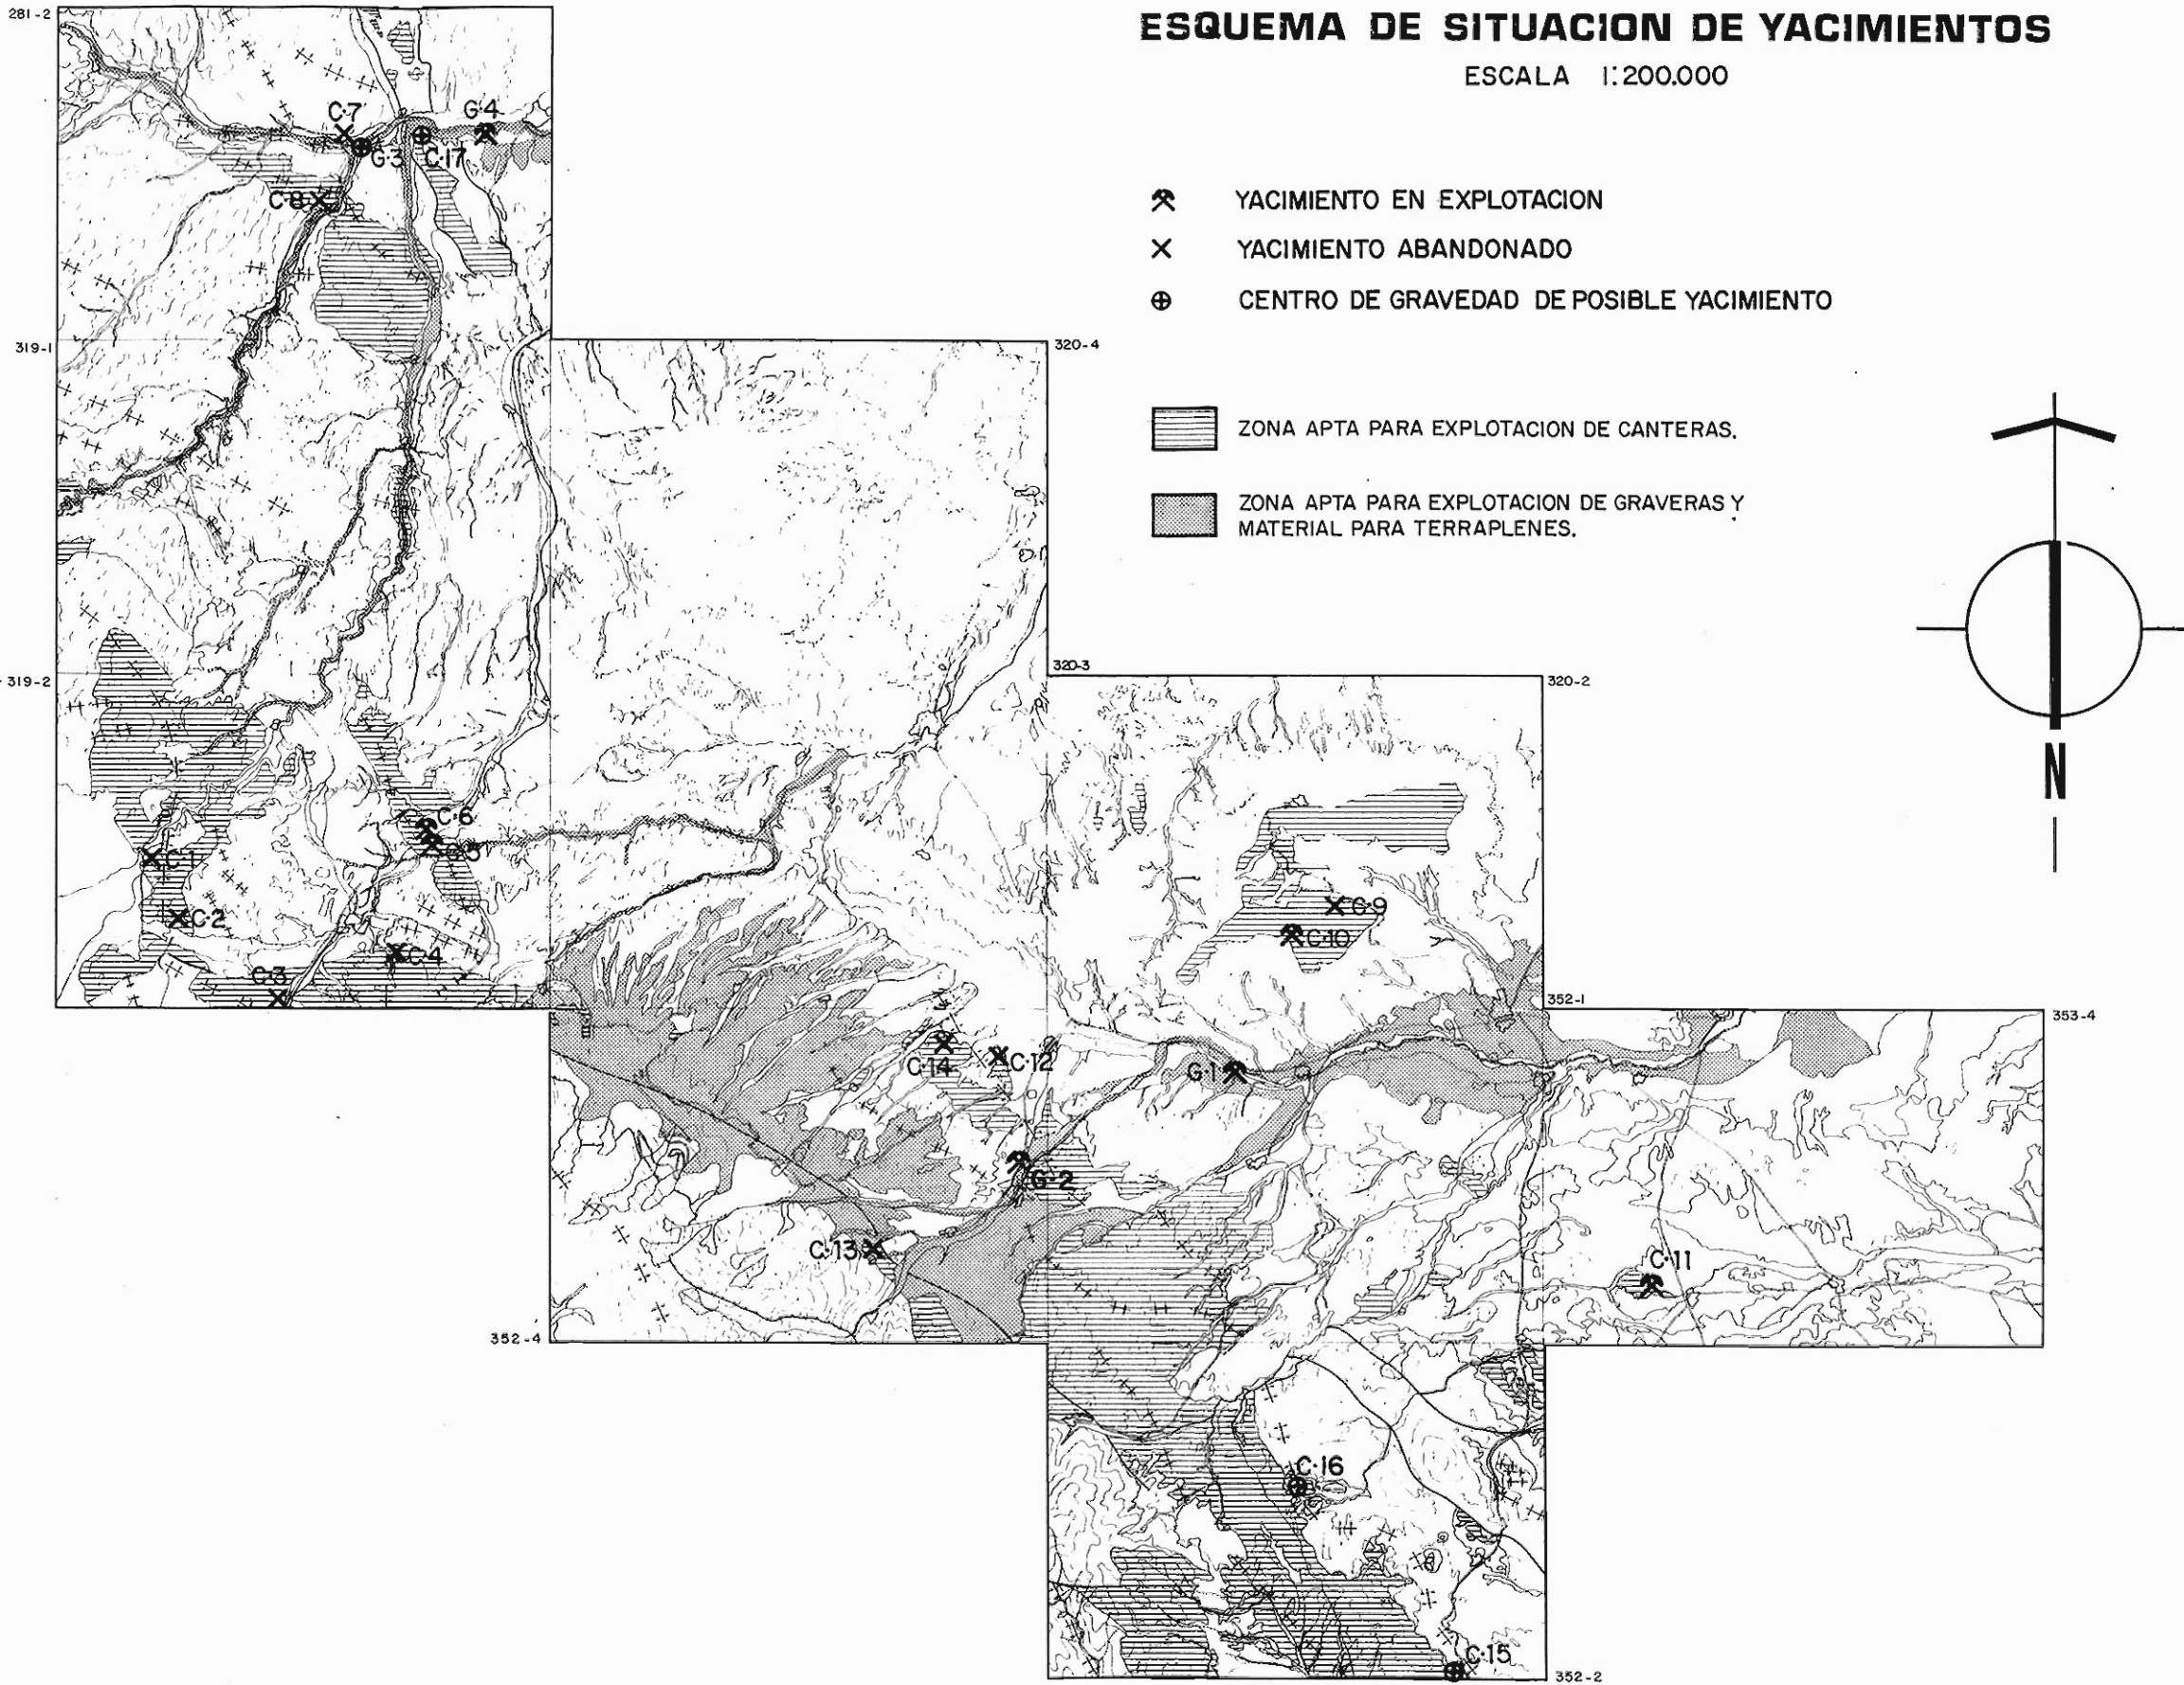 ESQUEMA DE SITUACION DE YACIMIENTOS
ESCALA 1:200.000
YACIMIENTO EN EXPLOTACION
YACIMIENTO ABANDONADO
CENTRO DE GRAVEDAD DE POSIBLE YACIMIENTO
ZONA APTA PARA EXPLOTACION DE CANTERAS.
ZONA APTA PARA EXPLOTACION DE GRAVERAS Y
MATERIAL PARA TERRAPLENES.
N
281-2
C·7
G·4
G·3
C·17
C·8
319-1
320-4
319-2
320-3
320-2
C·6
C·5
C·1
C·2
C·9
C·10
C·4
C·3
352-1
353-4
C·14
C·12
G·1
G·2
C·13
C·11
352-4
C·16
C·15
352-2